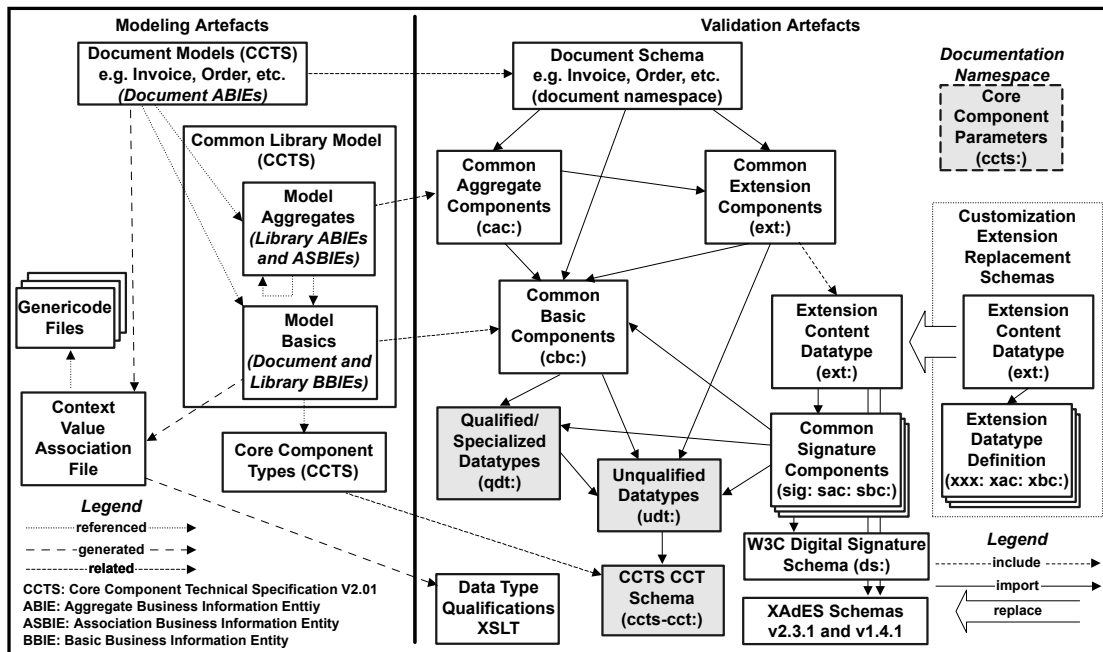 Modeling Artefacts
Validation Artefacts
Document Models (CCTS)
e.g. Invoice, Order, etc.
(Document ABIEs)
Document Schema
e.g. Invoice, Order, etc.
(document namespace)
Documentation
Namespace
Core
Component
Parameters
(ccts:)
Common Library Model
(CCTS)
Model
Aggregates
(Library ABIEs
and ASBIEs)
Common
Aggregate
Components
(cac:)
Common
Extension
Components
(ext:)
Customization
Extension
Replacement
Schemas
Genericode
Files
Model
Basics
(Document and
Library BBIEs)
Common
Basic
Components
(cbc:)
Extension
Content
Datatype
(ext:)
Extension
Content
Datatype
(ext:)
Context
Value
Association
File
Core Component
Types (CCTS)
Qualified/
Specialized
Datatypes
(qdt:)
Unqualified
Datatypes
(udt:)
Common
Signature
Components
(sig: sac: sbc:)
Extension
Datatype
Definition
(xxx: xac: xbc:)
Legend
referenced
generated
related
CCTS: Core Component Technical Specification V2.01
ABIE: Aggregate Business Information Enttiy
ASBIE: Association Business Information Entity
BBIE: Basic Business Information Entity
Data Type
Qualifications
XSLT
CCTS CCT
Schema
(ccts-cct:)
W3C Digital Signature
Schema (ds:)
XAdES Schemas
v2.3.1 and v1.4.1
Legend
include
import
replace